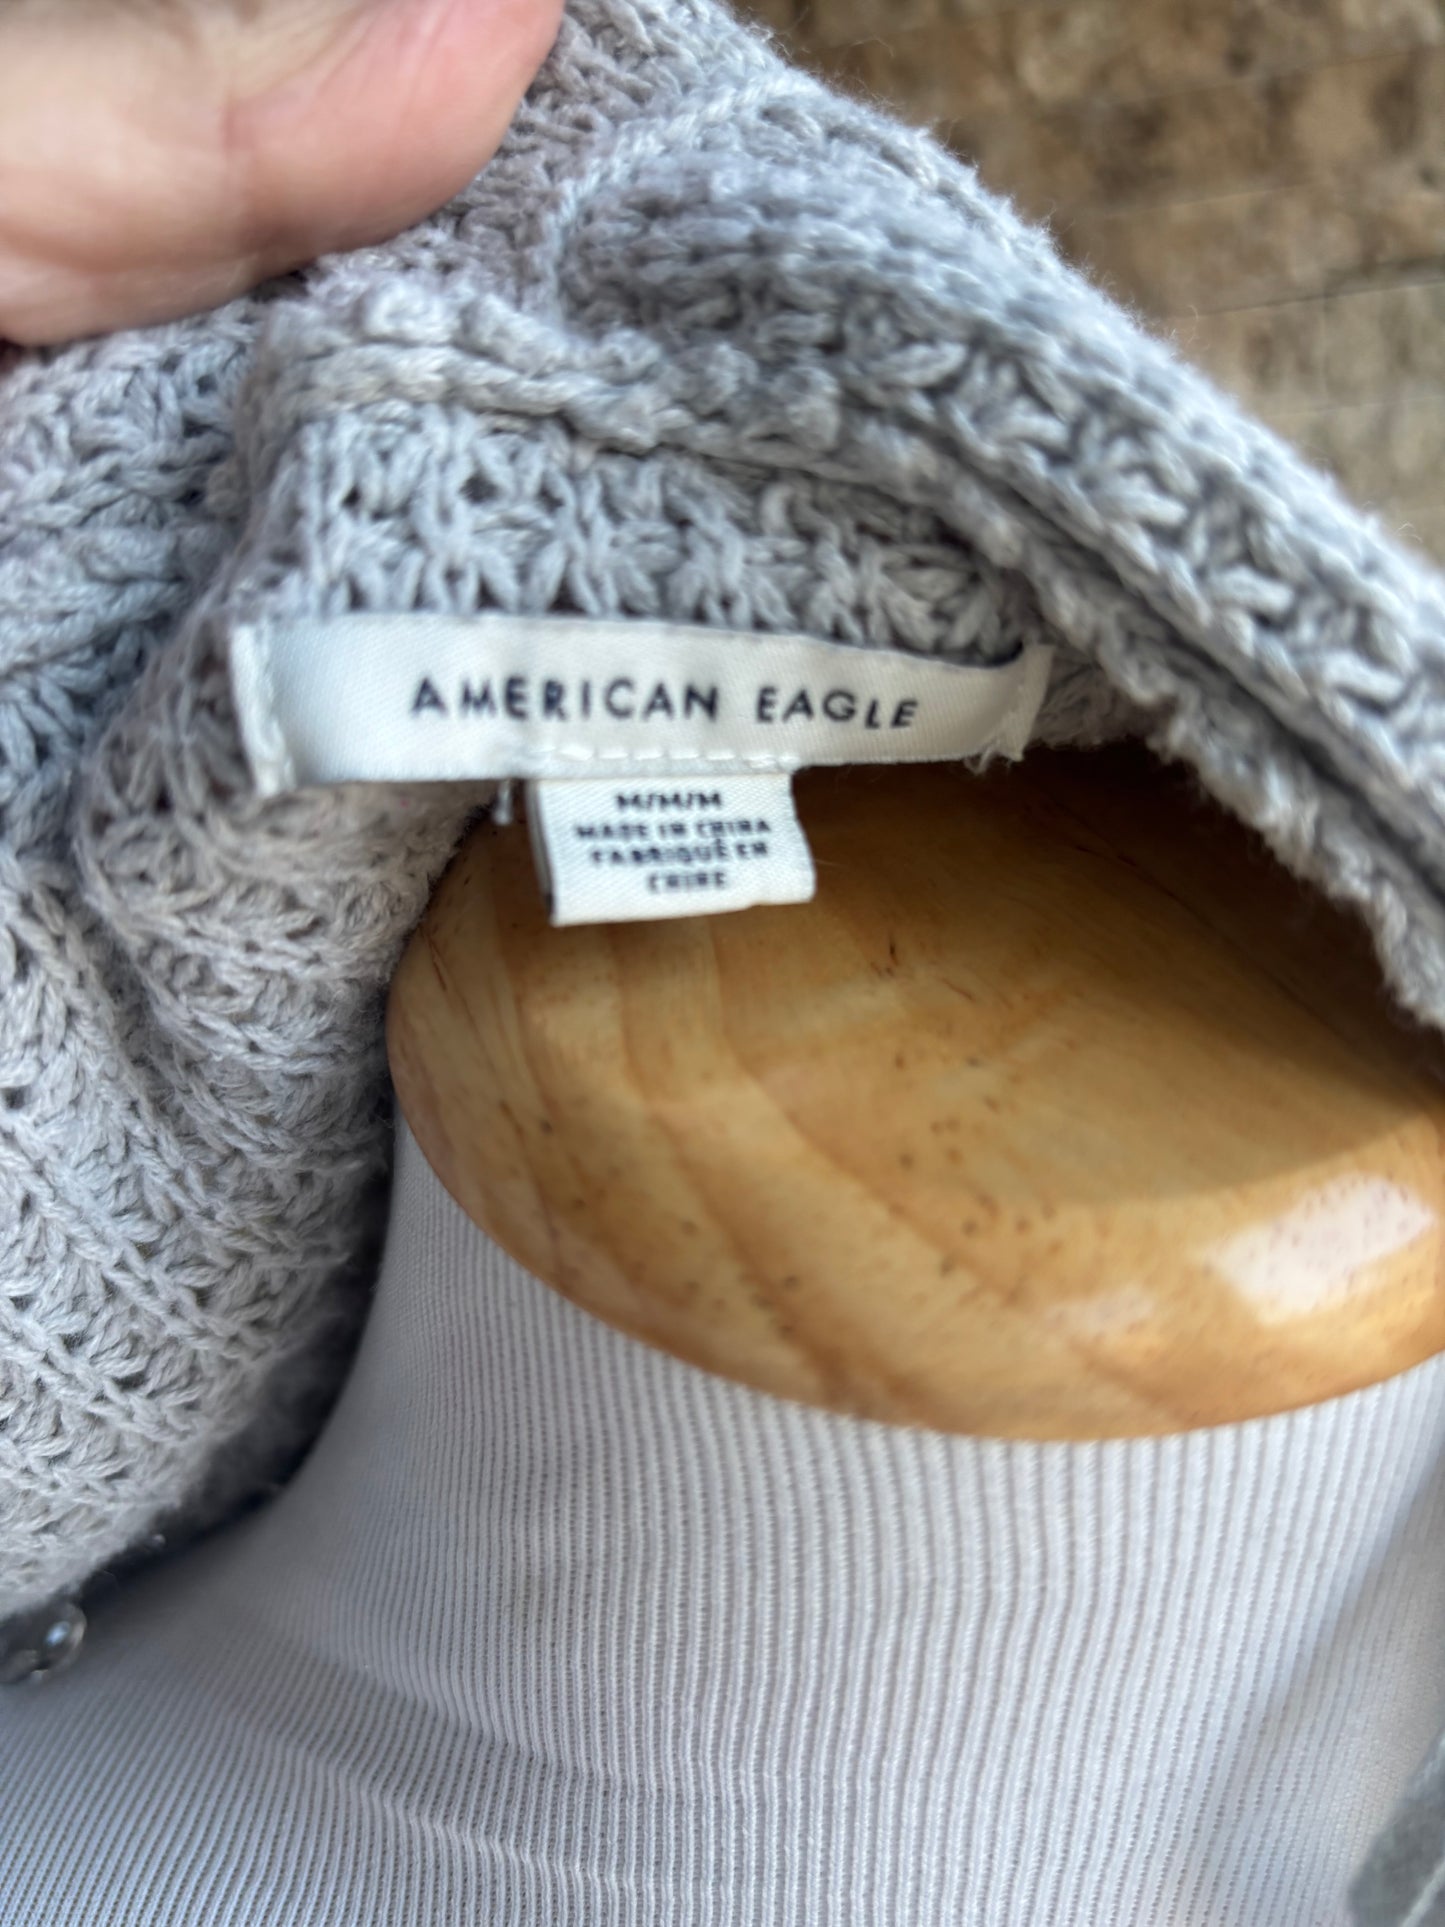 AMERICAN EAGLE
M/M/M
MADE IN CHINA
FABRIQUÉ EN
CHINE